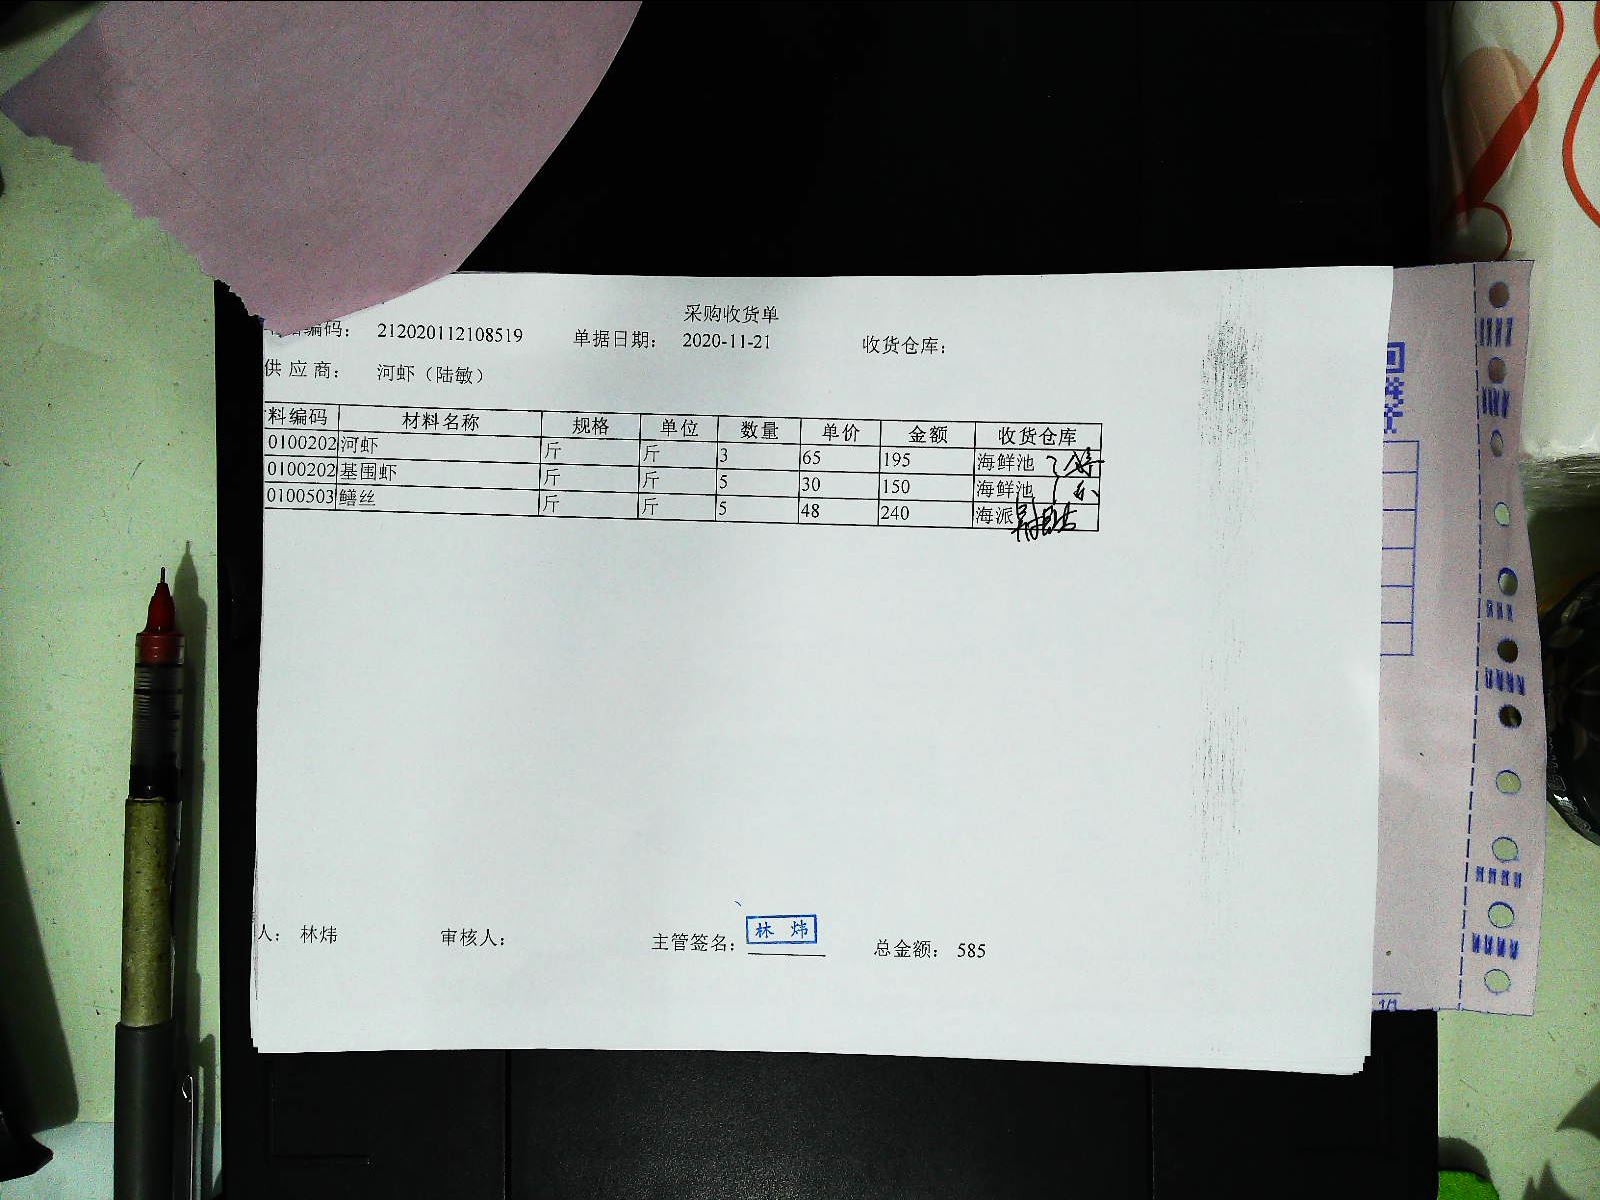 采购收货单
编码： 212020112108519 单据日期： 2020-11-21 收货仓库：
供应商： 河虾（陆敏）
料编码 材料名称 规格 单位 数量 单价 金额 收货仓库
0100202 河虾 斤 斤 3 65 195 海鲜池
0100202 基围虾 斤 斤 5 30 150 海鲜池
0100503 鳝丝 斤 斤 5 48 240 海派
人： 林炜 审核人： 主管签名： 林炜 总金额： 585
1/1